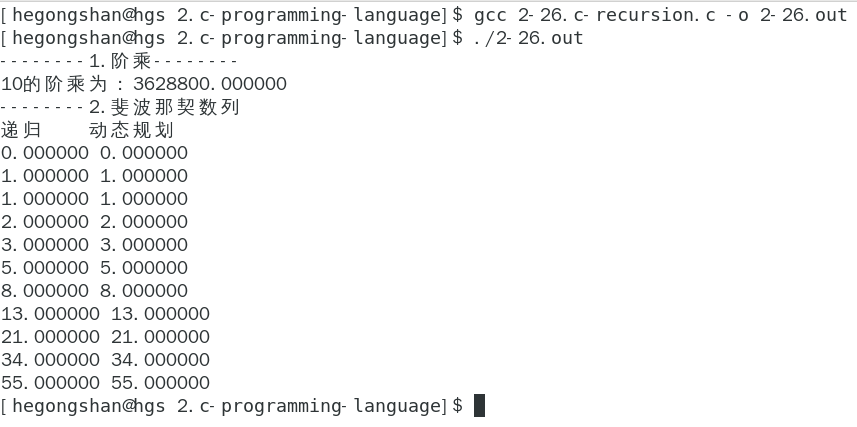 [hegongshan@hgs 2.c-programming-language]$ gcc 2-26.c-recursion.c -o 2-26.out
[hegongshan@hgs 2.c-programming-language]$ ./2-26.out
--------1.阶乘--------
10的阶乘为：3628800.000000
--------2.斐波那契数列
递归    动态规划
0.000000 0.000000
1.000000 1.000000
1.000000 1.000000
2.000000 2.000000
3.000000 3.000000
5.000000 5.000000
8.000000 8.000000
13.000000 13.000000
21.000000 21.000000
34.000000 34.000000
55.000000 55.000000
[hegongshan@hgs 2.c-programming-language]$